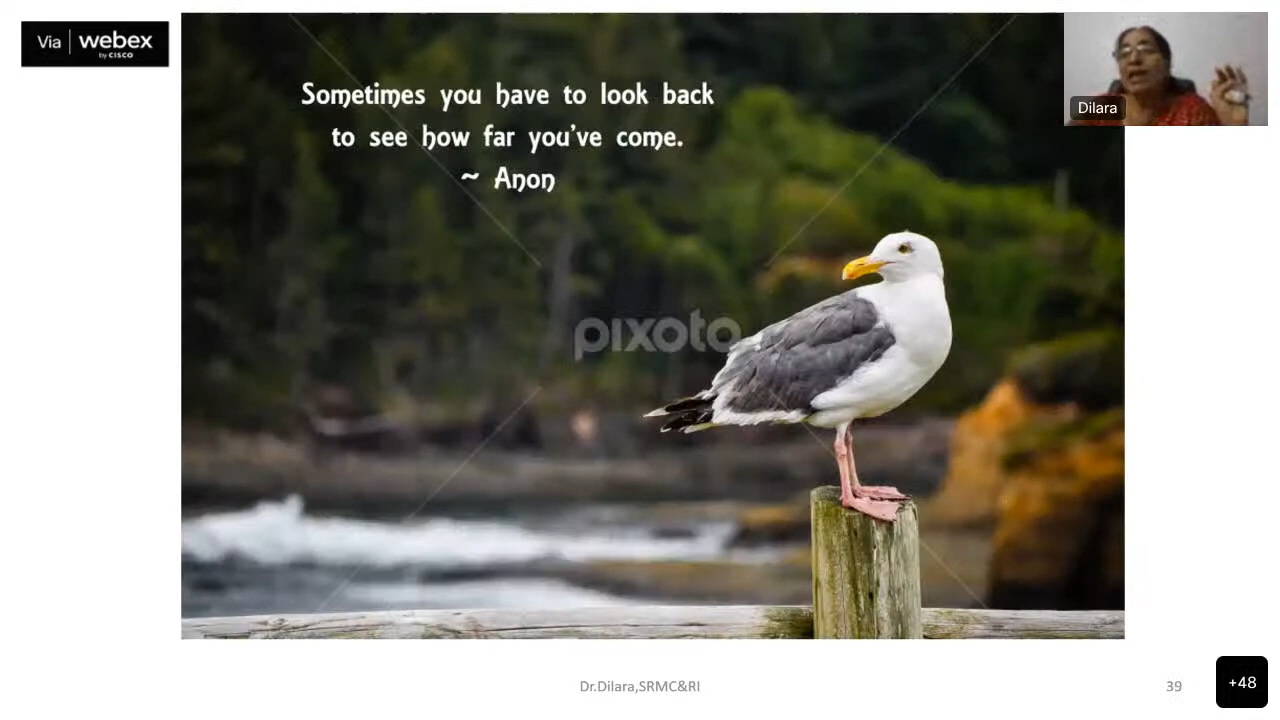 Via | webex
by CISCO
Sometimes you have to look back
to see how far you've come.
~ Anon
Dilara
pixoto
Dr.Dilara,SRMC&RI
39
+48